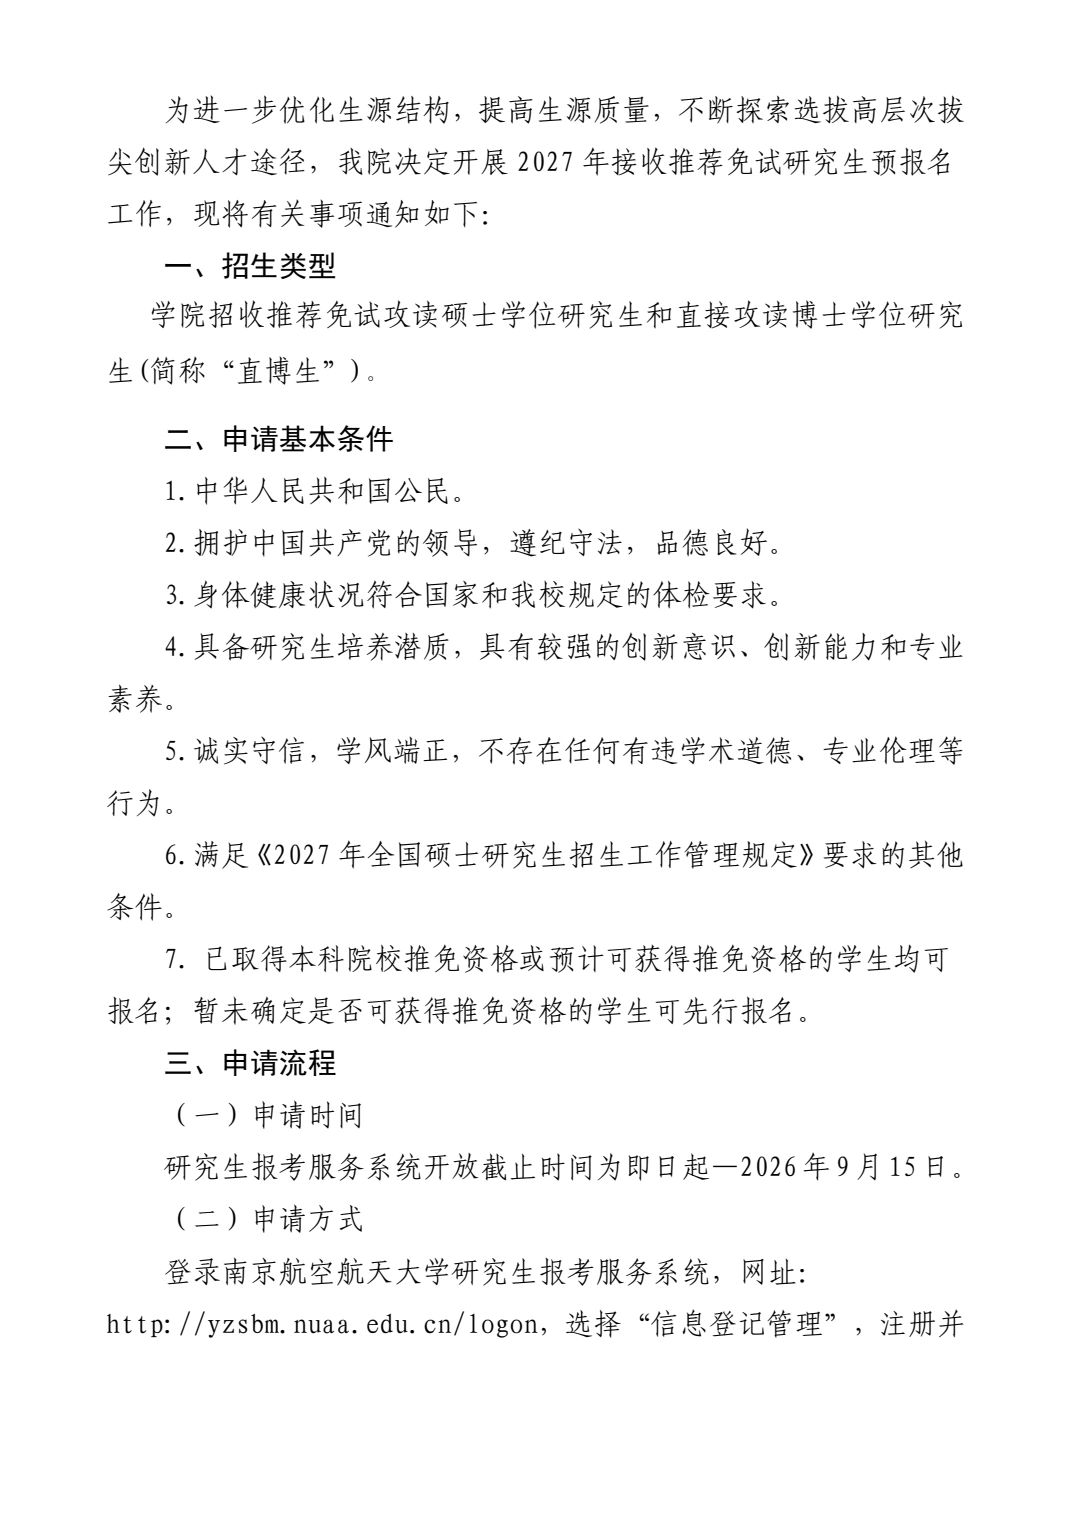 为进一步优化生源结构，提高生源质量，不断探索选拔高层次拔
尖创新人才途径，我院决定开展 2027 年接收推荐免试研究生预报名
工作，现将有关事项通知如下：
一、招生类型
学院招收推荐免试攻读硕士学位研究生和直接攻读博士学位研究
生(简称“直博生”)。
二、申请基本条件
1.中华人民共和国公民。
2.拥护中国共产党的领导，遵纪守法，品德良好。
3.身体健康状况符合国家和我校规定的体检要求。
4.具备研究生培养潜质，具有较强的创新意识、创新能力和专业
素养。
5.诚实守信，学风端正，不存在任何有违学术道德、专业伦理等
行为。
6.满足《2027 年全国硕士研究生招生工作管理规定》要求的其他
条件。
7. 已取得本科院校推免资格或预计可获得推免资格的学生均可
报名；暂未确定是否可获得推免资格的学生可先行报名。
三、申请流程
（一）申请时间
研究生报考服务系统开放截止时间为即日起—2026 年 9 月 15 日。
（二）申请方式
登录南京航空航天大学研究生报考服务系统，网址：
http://yzsbm.nuaa.edu.cn/logon，选择“信息登记管理”，注册并